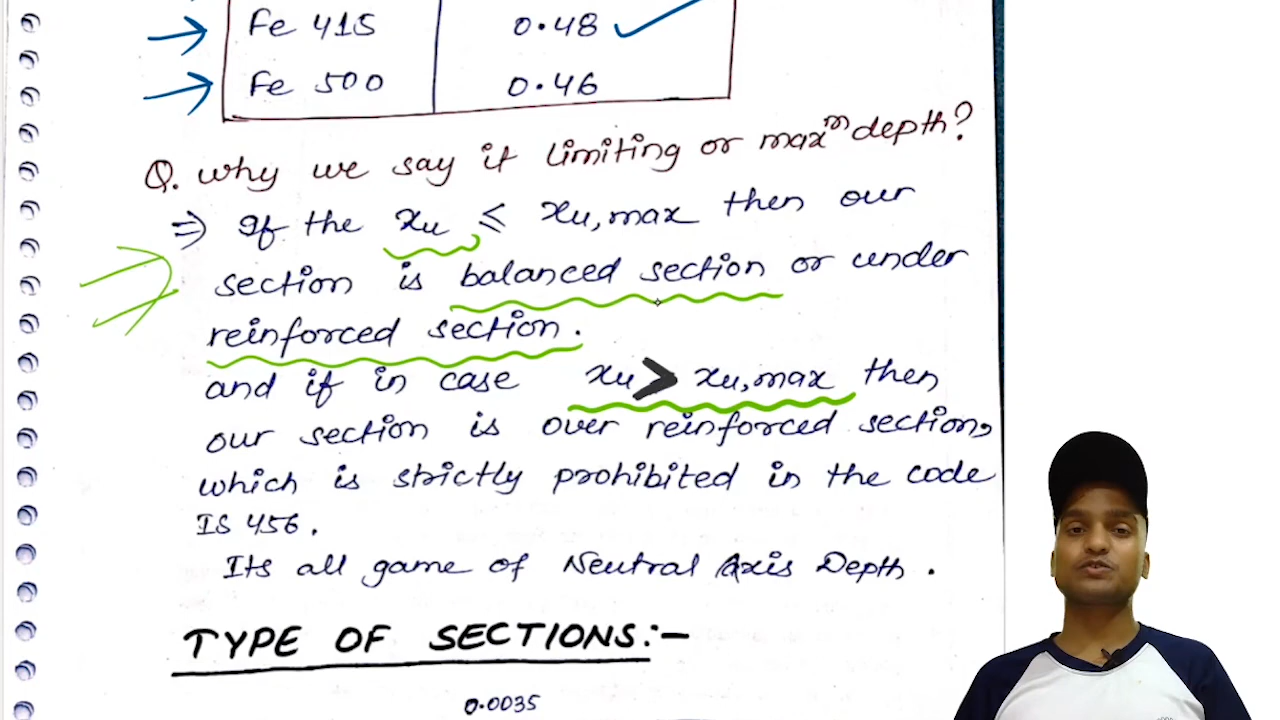 Fe 415 0.48 ✓
Fe 500 0.46
Q. why we say it limiting or maxᵐ depth?
⇒ If the xu ≤ xu,max then our
section is balanced section or under
reinforced section.
and if in case xu > xu,max then
our section is over reinforced section,
which is strictly prohibited in the code
IS 456.
Its all game of Neutral Axis Depth.
TYPE OF SECTIONS:-
0.0035